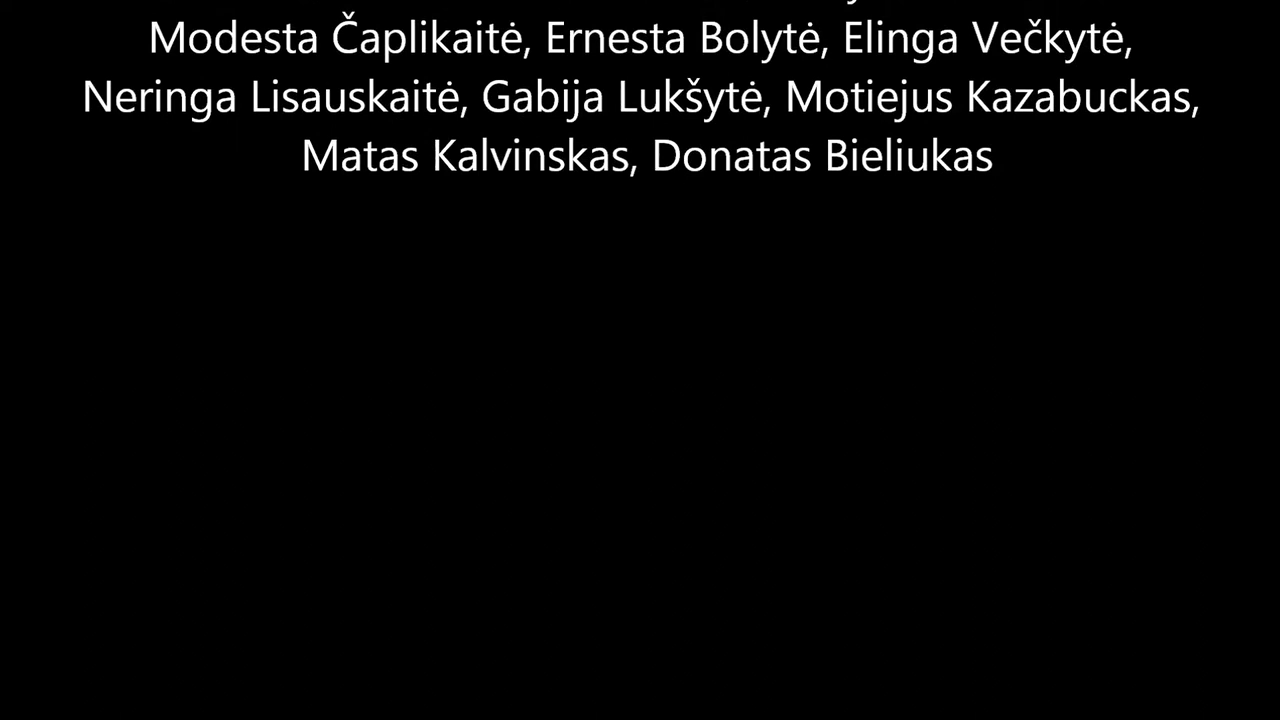 Modesta Čaplikaitė, Ernesta Bolytė, Elinga Večkytė,
Neringa Lisauskaitė, Gabija Lukšytė, Motiejus Kazabuckas,
Matas Kalvinskas, Donatas Bieliukas